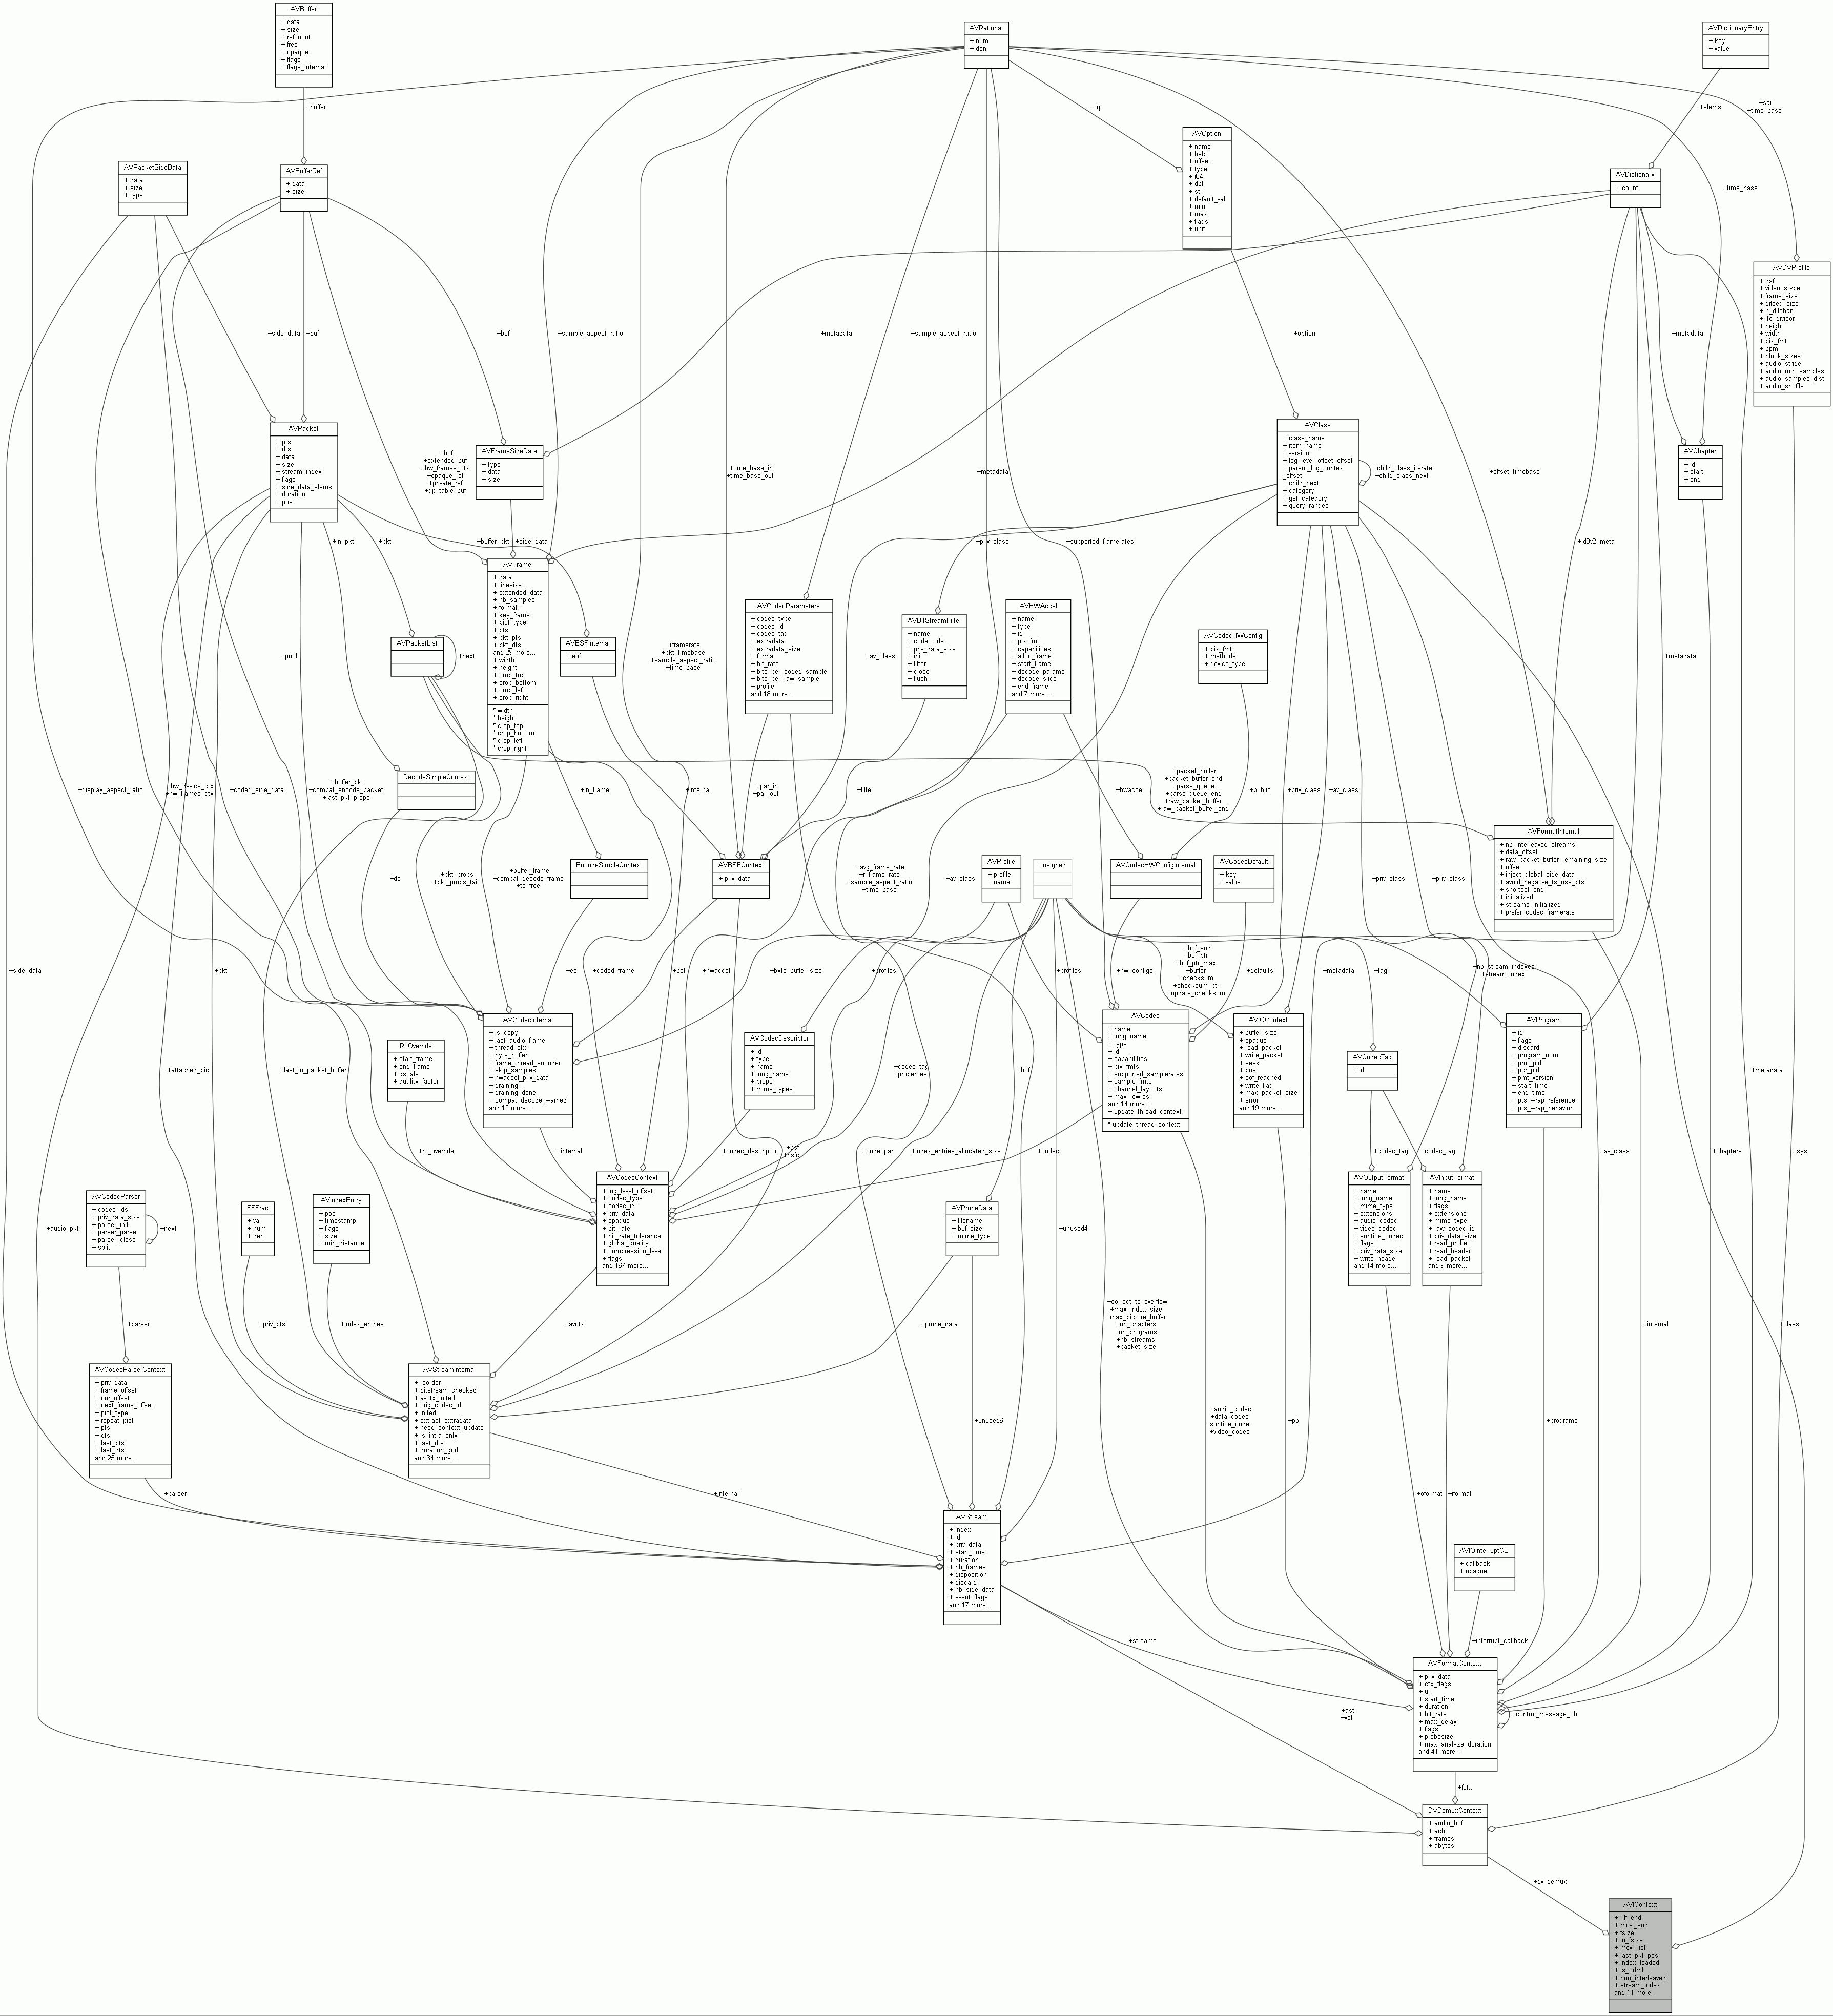 AVBuffer
+ data
+ size
+ refcount
+ free
+ opaque
+ flags
+ flags_internal
AVRational
+ num
+ den
AVDictionaryEntry
+ key
+ value
+buffer
+q
+elems
+sar
+time_base
AVOption
+ name
+ help
+ offset
+ type
+ i64
+ dbl
+ str
+ default_val
+ min
+ max
+ flags
+ unit
AVPacketSideData
+ data
+ size
+ type
AVBufferRef
+ data
+ size
AVDictionary
+ count
+time_base
AVDVProfile
+ dsf
+ video_stype
+ frame_size
+ difseg_size
+ n_difchan
+ ltc_divisor
+ height
+ width
+ pix_fmt
+ bpm
+ block_sizes
+ audio_stride
+ audio_min_samples
+ audio_samples_dist
+ audio_shuffle
+side_data
+buf
+buf
+sample_aspect_ratio
+metadata
+sample_aspect_ratio
+option
+metadata
AVPacket
+ pts
+ dts
+ data
+ size
+ stream_index
+ flags
+ side_data_elems
+ duration
+ pos
+buf
+extended_buf
+hw_frames_ctx
+opaque_ref
+private_ref
+qp_table_buf
AVFrameSideData
+ type
+ data
+ size
+time_base_in
+time_base_out
+metadata
AVClass
+ class_name
+ item_name
+ version
+ log_level_offset_offset
+ parent_log_context
_offset
+ child_next
+ category
+ get_category
+ query_ranges
+child_class_iterate
+child_class_next
+offset_timebase
AVChapter
+ id
+ start
+ end
+in_pkt
+pkt
+buffer_pkt
+side_data
+priv_class
+supported_framerates
+id3v2_meta
AVFrame
+ data
+ linesize
+ extended_data
+ nb_samples
+ format
+ key_frame
+ pict_type
+ pts
+ pkt_pts
+ pkt_dts
and 29 more...
+ width
+ height
+ crop_top
+ crop_bottom
+ crop_left
+ crop_right
* width
* height
* crop_top
* crop_bottom
* crop_left
* crop_right
AVPacketList
+next
+pool
AVBSFInternal
+ eof
+framerate
+pkt_timebase
+sample_aspect_ratio
+time_base
AVCodecParameters
+ codec_type
+ codec_id
+ codec_tag
+ extradata
+ extradata_size
+ format
+ bit_rate
+ bits_per_coded_sample
+ bits_per_raw_sample
+ profile
and 18 more...
+av_class
AVBitStreamFilter
+ name
+ codec_ids
+ priv_data_size
+ init
+ filter
+ close
+ flush
AVHWAccel
+ name
+ type
+ id
+ pix_fmt
+ capabilities
+ alloc_frame
+ start_frame
+ decode_params
+ decode_slice
+ end_frame
and 7 more...
AVCodecHWConfig
+ pix_fmt
+ methods
+ device_type
+metadata
+display_aspect_ratio
+hw_device_ctx
+hw_frames_ctx
+coded_side_data
+buffer_pkt
+compat_encode_packet
+last_pkt_props
DecodeSimpleContext
+in_frame
+internal
+par_in
+par_out
+filter
+hwaccel
+packet_buffer
+packet_buffer_end
+parse_queue
+parse_queue_end
+raw_packet_buffer
+raw_packet_buffer_end
+public
+priv_class
+av_class
AVFormatInternal
+ nb_interleaved_streams
+ data_offset
+ raw_packet_buffer_remaining_size
+ offset
+ inject_global_side_data
+ avoid_negative_ts_use_pts
+ shortest_end
+ initialized
+ streams_initialized
+ prefer_codec_framerate
+ds
+pkt_props
+pkt_props_tail
+buffer_frame
+compat_decode_frame
+to_free
EncodeSimpleContext
AVBSFContext
+ priv_data
+avg_frame_rate
+r_frame_rate
+sample_aspect_ratio
+time_base
+av_class
AVProfile
+ profile
+ name
unsigned
AVCodecHWConfigInternal
AVCodecDefault
+ key
+ value
+priv_class
+priv_class
+side_data
+pkt
+es
+coded_frame
+bsf
+hwaccel
+byte_buffer_size
+profiles
+profiles
+hw_configs
+buf_end
+buf_ptr
+buf_ptr_max
+buffer
+checksum
+checksum_ptr
+update_checksum
+defaults
+metadata
+tag
+nb_stream_indexes
+stream_index
+attached_pic
+last_in_packet_buffer
RcOverride
+ start_frame
+ end_frame
+ qscale
+ quality_factor
AVCodecInternal
+ is_copy
+ last_audio_frame
+ thread_ctx
+ byte_buffer
+ frame_thread_encoder
+ skip_samples
+ hwaccel_priv_data
+ draining
+ draining_done
+ compat_decode_warned
and 12 more...
AVCodecDescriptor
+ id
+ type
+ name
+ long_name
+ props
+ mime_types
+codec_tag
+properties
+buf
AVCodec
+ name
+ long_name
+ type
+ id
+ capabilities
+ pix_fmts
+ supported_samplerates
+ sample_fmts
+ channel_layouts
+ max_lowres
and 14 more...
+ update_thread_context
* update_thread_context
AVIOContext
+ buffer_size
+ opaque
+ read_packet
+ write_packet
+ seek
+ pos
+ eof_reached
+ write_flag
+ max_packet_size
+ error
and 19 more...
AVCodecTag
+ id
AVProgram
+ id
+ flags
+ discard
+ program_num
+ pmt_pid
+ pcr_pid
+ pmt_version
+ start_time
+ end_time
+ pts_wrap_reference
+ pts_wrap_behavior
+metadata
+rc_override
+internal
+codec_descriptor
+bsf
+bsfc
+codecpar
+index_entries_allocated_size
+codec
+codec_tag
+codec_tag
+av_class
+chapters
+sys
AVCodecParser
+ codec_ids
+ priv_data_size
+ parser_init
+ parser_parse
+ parser_close
+ split
+next
+audio_pkt
FFFrac
+ val
+ num
+ den
AVIndexEntry
+ pos
+ timestamp
+ flags
+ size
+ min_distance
AVCodecContext
+ log_level_offset
+ codec_type
+ codec_id
+ priv_data
+ opaque
+ bit_rate
+ bit_rate_tolerance
+ global_quality
+ compression_level
+ flags
and 167 more...
AVProbeData
+ filename
+ buf_size
+ mime_type
+unused4
AVOutputFormat
+ name
+ long_name
+ mime_type
+ extensions
+ audio_codec
+ video_codec
+ subtitle_codec
+ flags
+ priv_data_size
+ write_header
and 14 more...
AVInputFormat
+ name
+ long_name
+ flags
+ extensions
+ mime_type
+ raw_codec_id
+ priv_data_size
+ read_probe
+ read_header
+ read_packet
and 9 more...
+parser
+priv_pts
+index_entries
+avctx
+probe_data
+correct_ts_overflow
+max_index_size
+max_picture_buffer
+nb_chapters
+nb_programs
+nb_streams
+packet_size
+internal
+class
AVCodecParserContext
+ priv_data
+ frame_offset
+ cur_offset
+ next_frame_offset
+ pict_type
+ repeat_pict
+ pts
+ dts
+ last_pts
+ last_dts
and 25 more...
AVStreamInternal
+ reorder
+ bitstream_checked
+ avctx_inited
+ orig_codec_id
+ inited
+ extract_extradata
+ need_context_update
+ is_intra_only
+ last_dts
+ duration_gcd
and 34 more...
+unused6
+audio_codec
+data_codec
+subtitle_codec
+video_codec
+pb
+programs
+parser
+internal
+oformat
+iformat
AVStream
+ index
+ id
+ priv_data
+ start_time
+ duration
+ nb_frames
+ disposition
+ discard
+ nb_side_data
+ event_flags
and 17 more...
AVIOInterruptCB
+ callback
+ opaque
+streams
+interrupt_callback
AVFormatContext
+ priv_data
+ ctx_flags
+ url
+ start_time
+ duration
+ bit_rate
+ max_delay
+ flags
+ probesize
+ max_analyze_duration
and 41 more...
+control_message_cb
+ast
+vst
+fctx
DVDemuxContext
+ audio_buf
+ ach
+ frames
+ abytes
+dv_demux
AVIContext
+ riff_end
+ movi_end
+ fsize
+ io_fsize
+ movi_list
+ last_pkt_pos
+ index_loaded
+ is_odml
+ non_interleaved
+ stream_index
and 11 more...